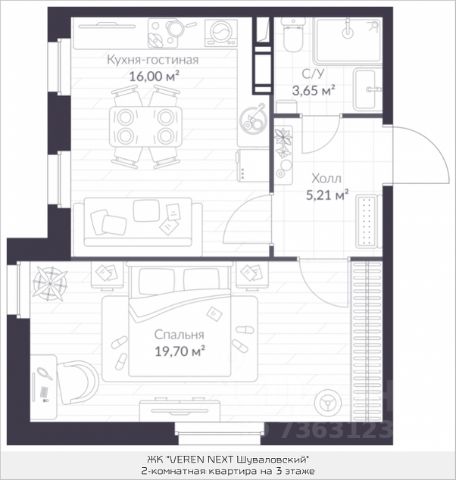 Кухня-гостиная
16,00 м²
С/У
3,65 м²
Холл
5,21 м²
Спальня
19,70 м²
7363123
ЖК "VEREN NEXT Шуваловский"
2-комнатная квартира на 3 этаже